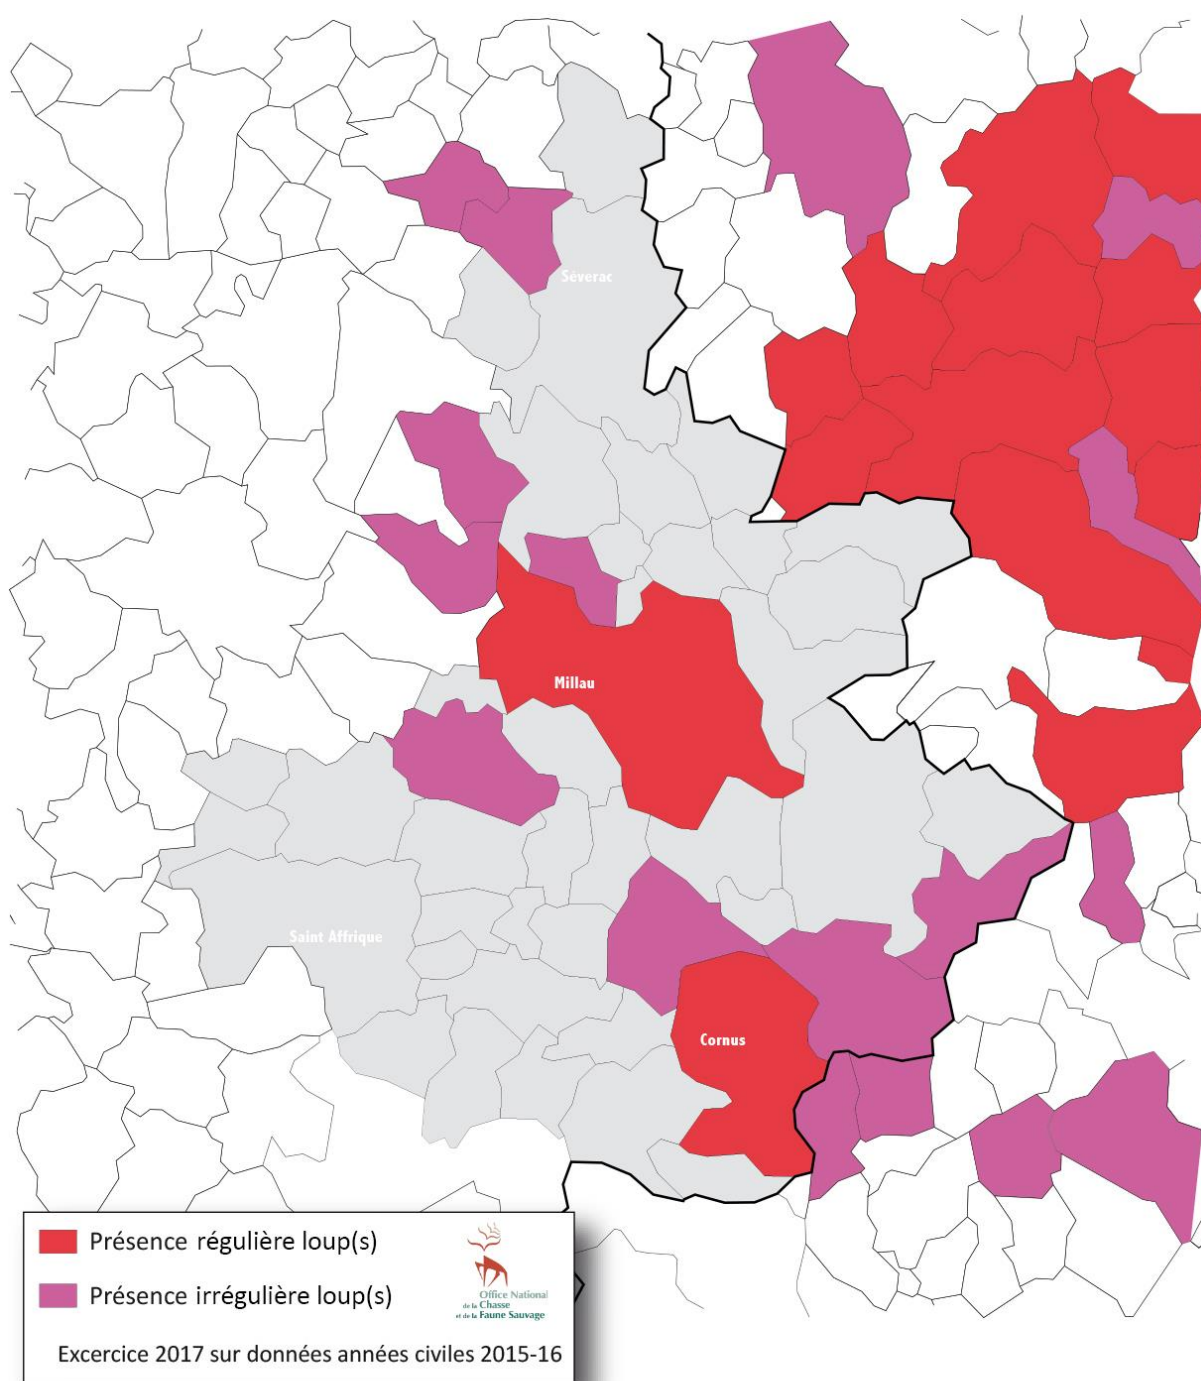 Séverac
Millau
Saint Affrique
Cornus
Présence régulière loup(s)
Présence irrégulière loup(s)
Office National
de la Chasse
et de la Faune Sauvage
Excercice 2017 sur données années civiles 2015-16